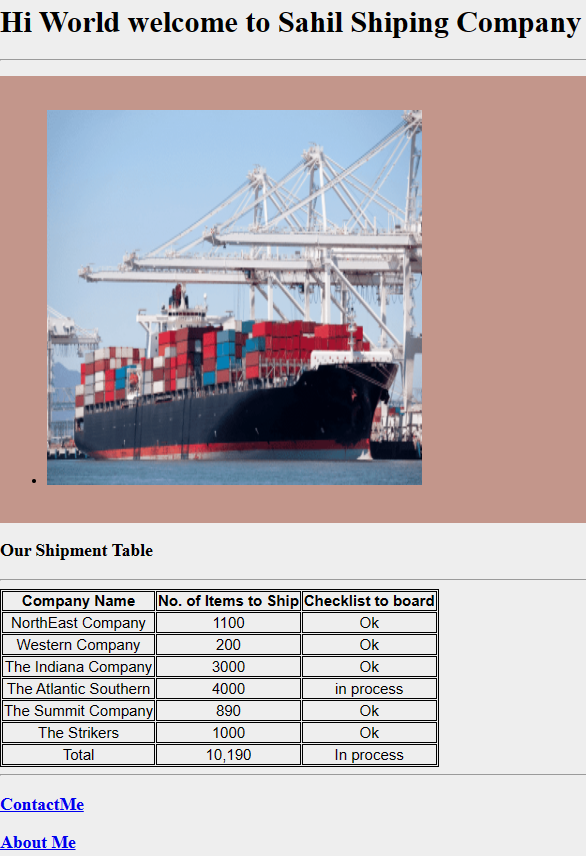 Hi World welcome to Sahil Shiping Company
Our Shipment Table
Company Name No. of Items to Ship Checklist to board
NorthEast Company 1100 Ok
Western Company 200 Ok
The Indiana Company 3000 Ok
The Atlantic Southern 4000 in process
The Summit Company 890 Ok
The Strikers 1000 Ok
Total 10,190 In process
ContactMe
About Me